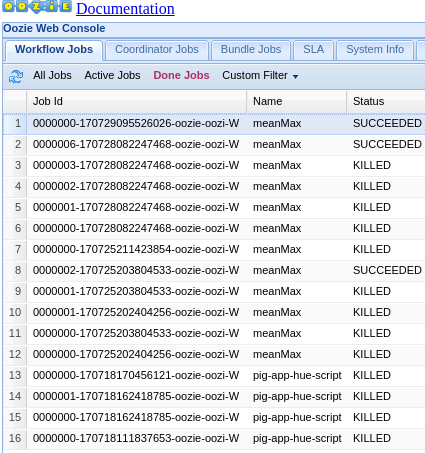 OOZIE Documentation
Oozie Web Console
Workflow Jobs Coordinator Jobs Bundle Jobs SLA System Info
All Jobs Active Jobs Done Jobs Custom Filter
Job Id Name Status
1 0000000-170729095526026-oozie-oozi-W meanMax SUCCEEDED
2 0000006-170728082247468-oozie-oozi-W meanMax SUCCEEDED
3 0000003-170728082247468-oozie-oozi-W meanMax KILLED
4 0000002-170728082247468-oozie-oozi-W meanMax KILLED
5 0000001-170728082247468-oozie-oozi-W meanMax KILLED
6 0000000-170728082247468-oozie-oozi-W meanMax KILLED
7 0000000-170725211423854-oozie-oozi-W meanMax KILLED
8 0000002-170725203804533-oozie-oozi-W meanMax SUCCEEDED
9 0000001-170725203804533-oozie-oozi-W meanMax KILLED
10 0000001-170725202404256-oozie-oozi-W meanMax KILLED
11 0000000-170725203804533-oozie-oozi-W meanMax KILLED
12 0000000-170725202404256-oozie-oozi-W meanMax KILLED
13 0000000-170718170456121-oozie-oozi-W pig-app-hue-script KILLED
14 0000001-170718162418785-oozie-oozi-W pig-app-hue-script KILLED
15 0000000-170718162418785-oozie-oozi-W pig-app-hue-script KILLED
16 0000000-170718111837653-oozie-oozi-W pig-app-hue-script KILLED